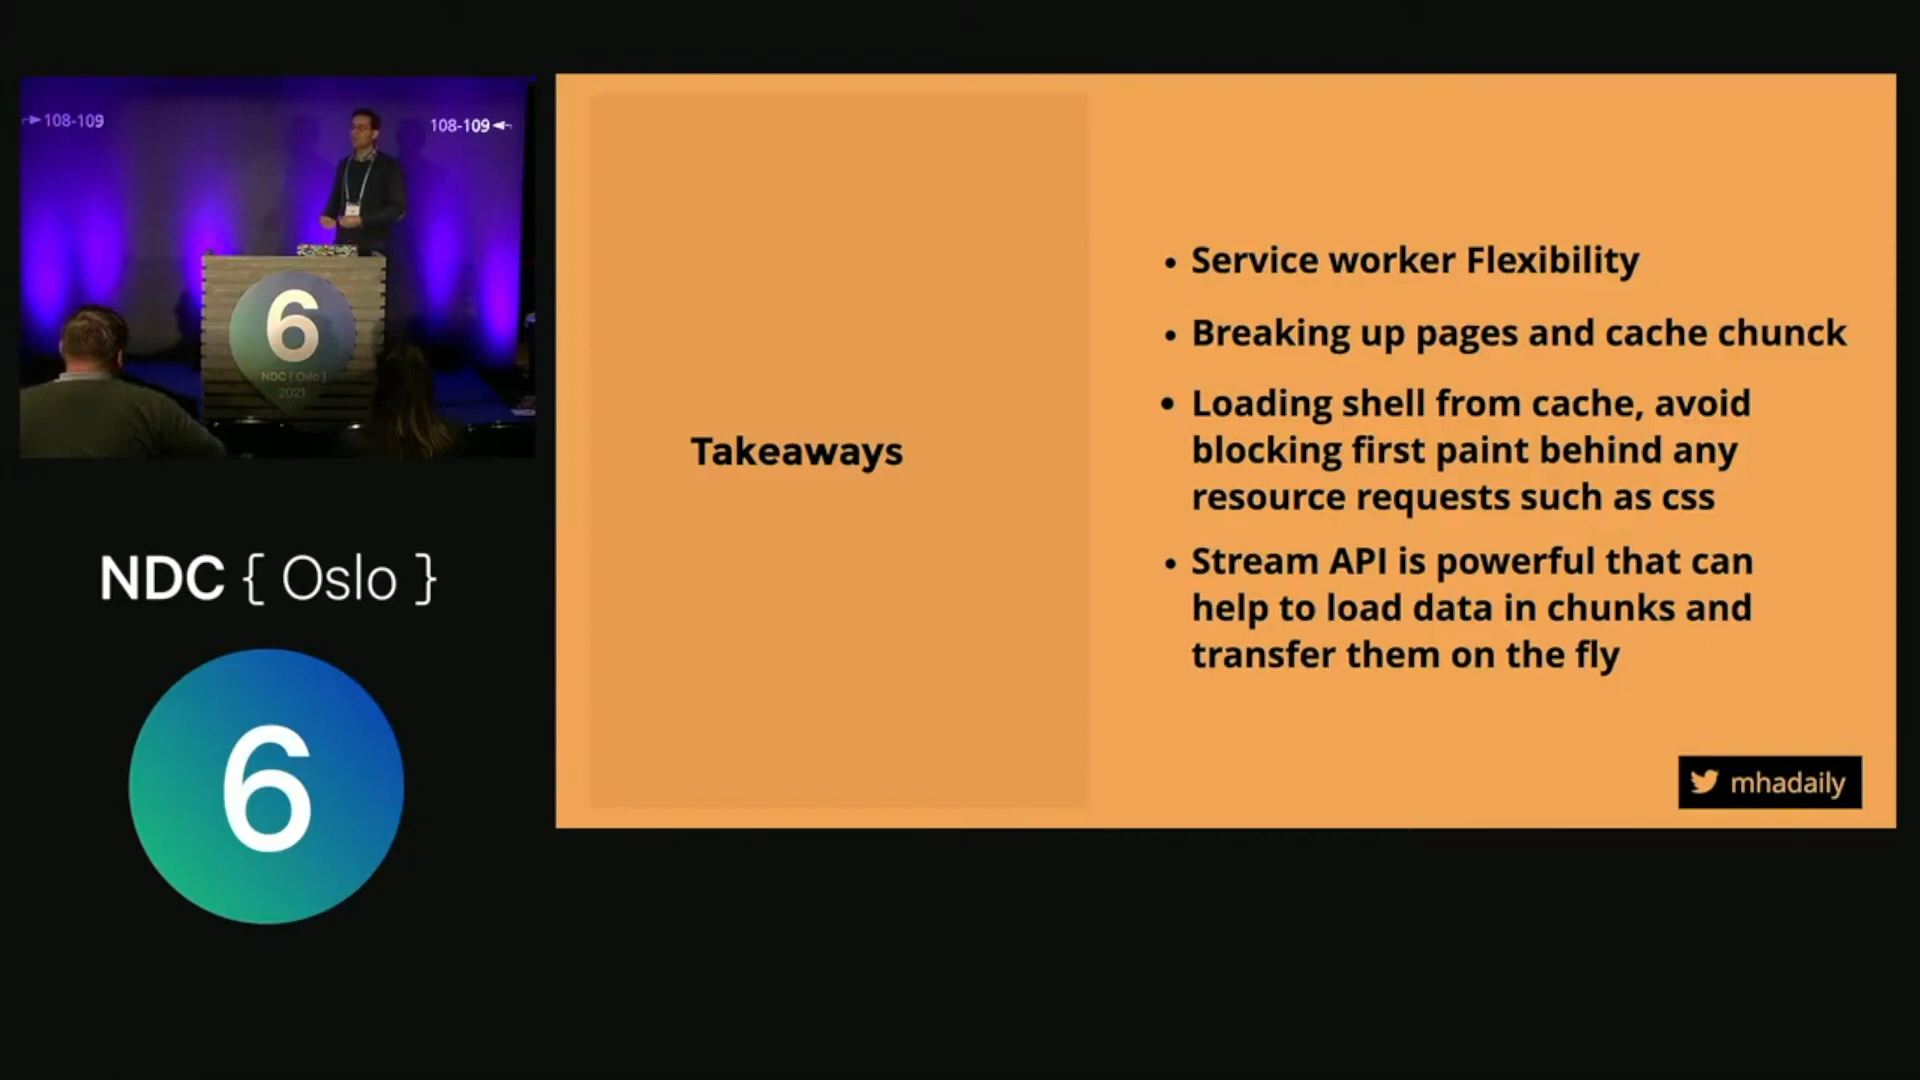 108-109
108-109
6
NDC { Oslo }
2021
NDC { Oslo }
6
Takeaways
• Service worker Flexibility
• Breaking up pages and cache chunck
• Loading shell from cache, avoid
blocking first paint behind any
resource requests such as css
• Stream API is powerful that can
help to load data in chunks and
transfer them on the fly
mhadaily